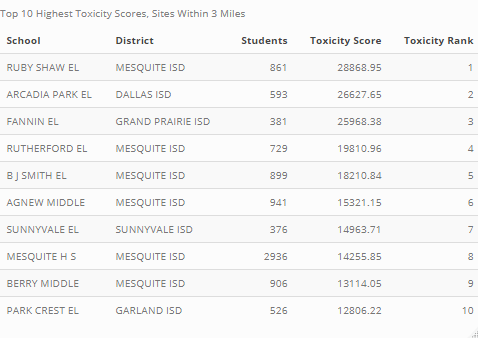 Top 10 Highest Toxicity Scores, Sites Within 3 Miles
School District Students Toxicity Score Toxicity Rank
RUBY SHAW EL MESQUITE ISD 861 28868.95 1
ARCADIA PARK EL DALLAS ISD 593 26627.65 2
FANNIN EL GRAND PRAIRIE ISD 381 25968.38 3
RUTHERFORD EL MESQUITE ISD 729 19810.96 4
B J SMITH EL MESQUITE ISD 899 18210.84 5
AGNEW MIDDLE MESQUITE ISD 941 15321.15 6
SUNNYVALE EL SUNNYVALE ISD 376 14963.71 7
MESQUITE H S MESQUITE ISD 2936 14255.85 8
BERRY MIDDLE MESQUITE ISD 906 13114.05 9
PARK CREST EL GARLAND ISD 526 12806.22 10